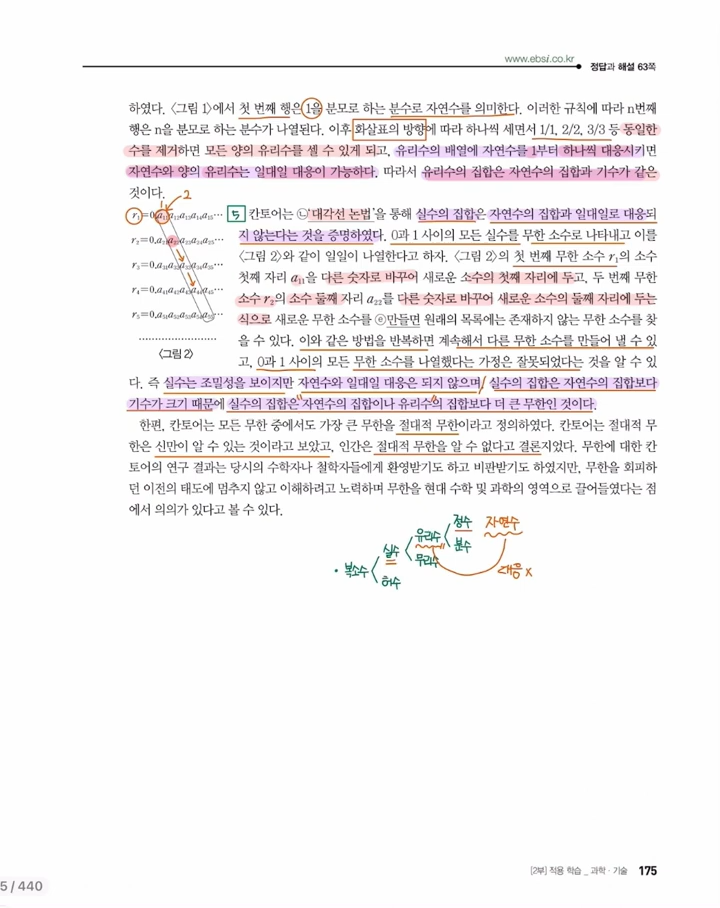 www.ebsi.co.kr
정답과 해설 63쪽
하였다. 〈그림 1〉에서 첫 번째 행은 1을 분모로 하는 분수로 자연수를 의미한다. 이러한 규칙에 따라 n번째
행은 n을 분모로 하는 분수가 나열된다. 이후 화살표의 방향에 따라 하나씩 세면서 1/1, 2/2, 3/3 등 동일한
수를 제거하면 모든 양의 유리수를 셀 수 있게 되고, 유리수의 배열에 자연수를 1부터 하나씩 대응시키면
자연수와 양의 유리수는 일대일 대응이 가능하다. 따라서 유리수의 집합은 자연수의 집합과 기수가 같은
것이다.
2
r₁=0.a₁₁a₁₂a₁₃a₁₄a₁₅…
r₂=0.a₂₁a₂₂a₂₃a₂₄a₂₅…
r₃=0.a₃₁a₃₂a₃₃a₃₄a₃₅…
r₄=0.a₄₁a₄₂a₄₃a₄₄a₄₅…
r₅=0.a₅₁a₅₂a₅₃a₅₄a₅₅…
……………………
〈그림 2〉
5 칸토어는 ㉡‘대각선 논법’을 통해 실수의 집합은 자연수의 집합과 일대일로 대응되
지 않는다는 것을 증명하였다. 0과 1 사이의 모든 실수를 무한 소수로 나타내고 이를
〈그림 2〉와 같이 일일이 나열한다고 하자. 〈그림 2〉의 첫 번째 무한 소수 r₁의 소수
첫째 자리 a₁₁을 다른 숫자로 바꾸어 새로운 소수의 첫째 자리에 두고, 두 번째 무한
소수 r₂의 소수 둘째 자리 a₂₂를 다른 숫자로 바꾸어 새로운 소수의 둘째 자리에 두는
식으로 새로운 무한 소수를 ⓔ만들면 원래의 목록에는 존재하지 않는 무한 소수를 찾
을 수 있다. 이와 같은 방법을 반복하면 계속해서 다른 무한 소수를 만들어 낼 수 있
고, 0과 1 사이의 모든 무한 소수를 나열했다는 가정은 잘못되었다는 것을 알 수 있
다. 즉 실수는 조밀성을 보이지만 자연수와 일대일 대응은 되지 않으며, 실수의 집합은 자연수의 집합보다
기수가 크기 때문에 실수의 집합은 자연수의 집합이나 유리수의 집합보다 더 큰 무한인 것이다.
한편, 칸토어는 모든 무한 중에서도 가장 큰 무한을 절대적 무한이라고 정의하였다. 칸토어는 절대적 무
한은 신만이 알 수 있는 것이라고 보았고, 인간은 절대적 무한을 알 수 없다고 결론지었다. 무한에 대한 칸
토어의 연구 결과는 당시의 수학자나 철학자들에게 환영받기도 하고 비판받기도 하였지만, 무한을 회피하
던 이전의 태도에 멈추지 않고 이해하려고 노력하며 무한을 현대 수학 및 과학의 영역으로 끌어들였다는 점
에서 의의가 있다고 볼 수 있다.
정수 자연수
유리수 분수
실수 무리수
• 복소수 허수
대응 x
[2부] 적용 학습 _ 과학·기술 175
5 / 440